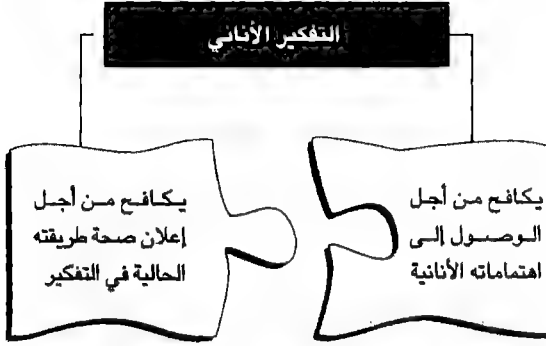 التفكير الأناني
يكافح من أجل
الوصول إلى
اهتماماته الأنانية
يكافح من أجل
إعلان صحة طريقته
الحالية في التفكير